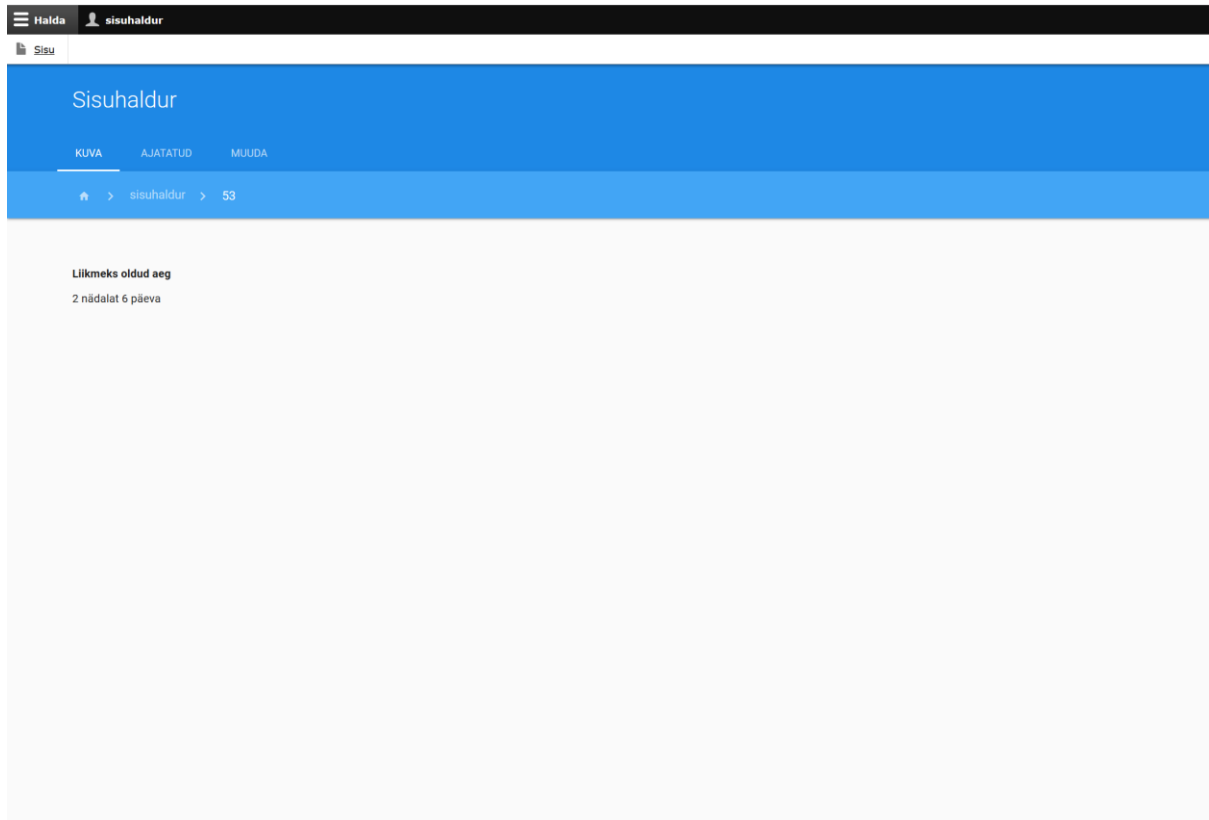 Halda sisuhaldur
Sisu
Sisuhaldur
KUVA AJATATUD MUUDA
sisuhaldur > 53
Liikmeks oldud aeg
2 nädalat 6 päeva